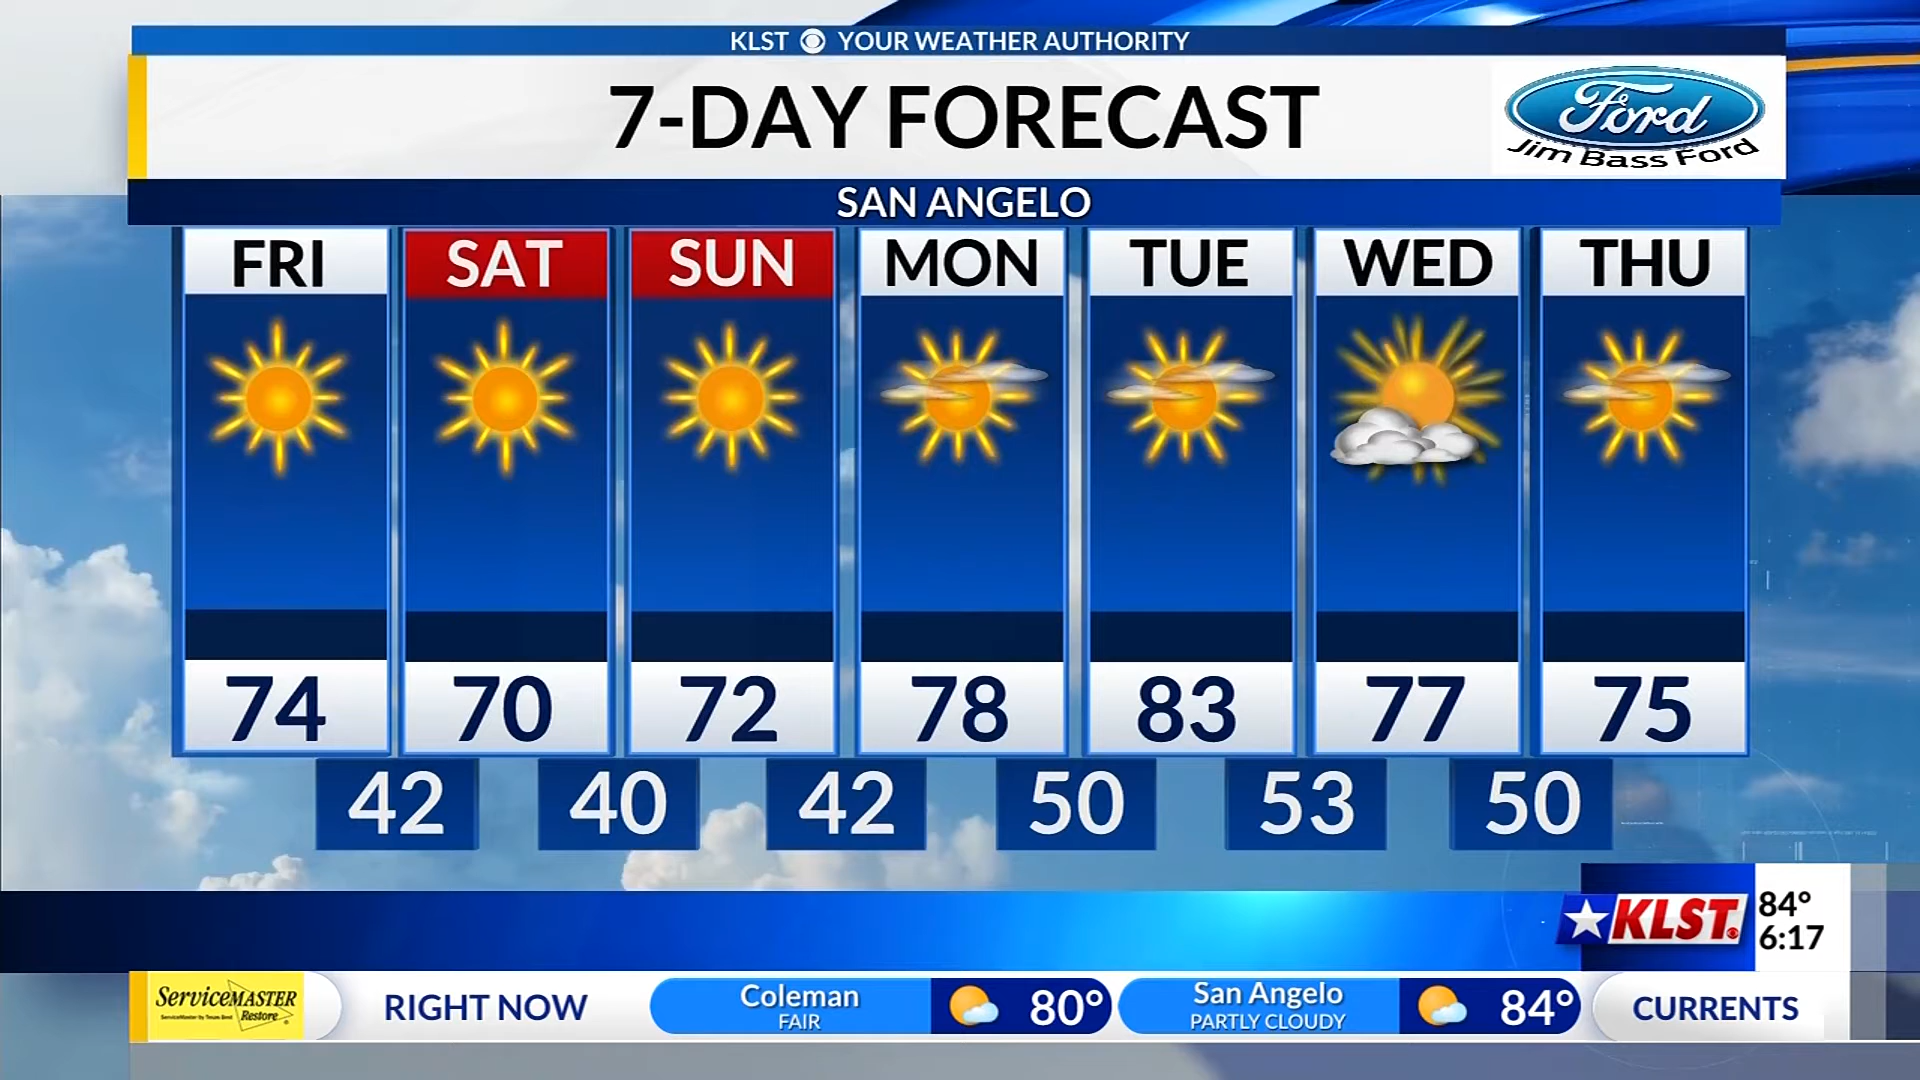 KLST YOUR WEATHER AUTHORITY
7-DAY FORECAST
Ford
Jim Bass Ford
SAN ANGELO
FRI SAT SUN MON TUE WED THU
74 70 72 78 83 77 75
42 40 42 50 53 50
KLST
84°
6:17
ServiceMASTER
Restore
RIGHT NOW
Coleman
FAIR
80°
San Angelo
PARTLY CLOUDY
84°
CURRENTS